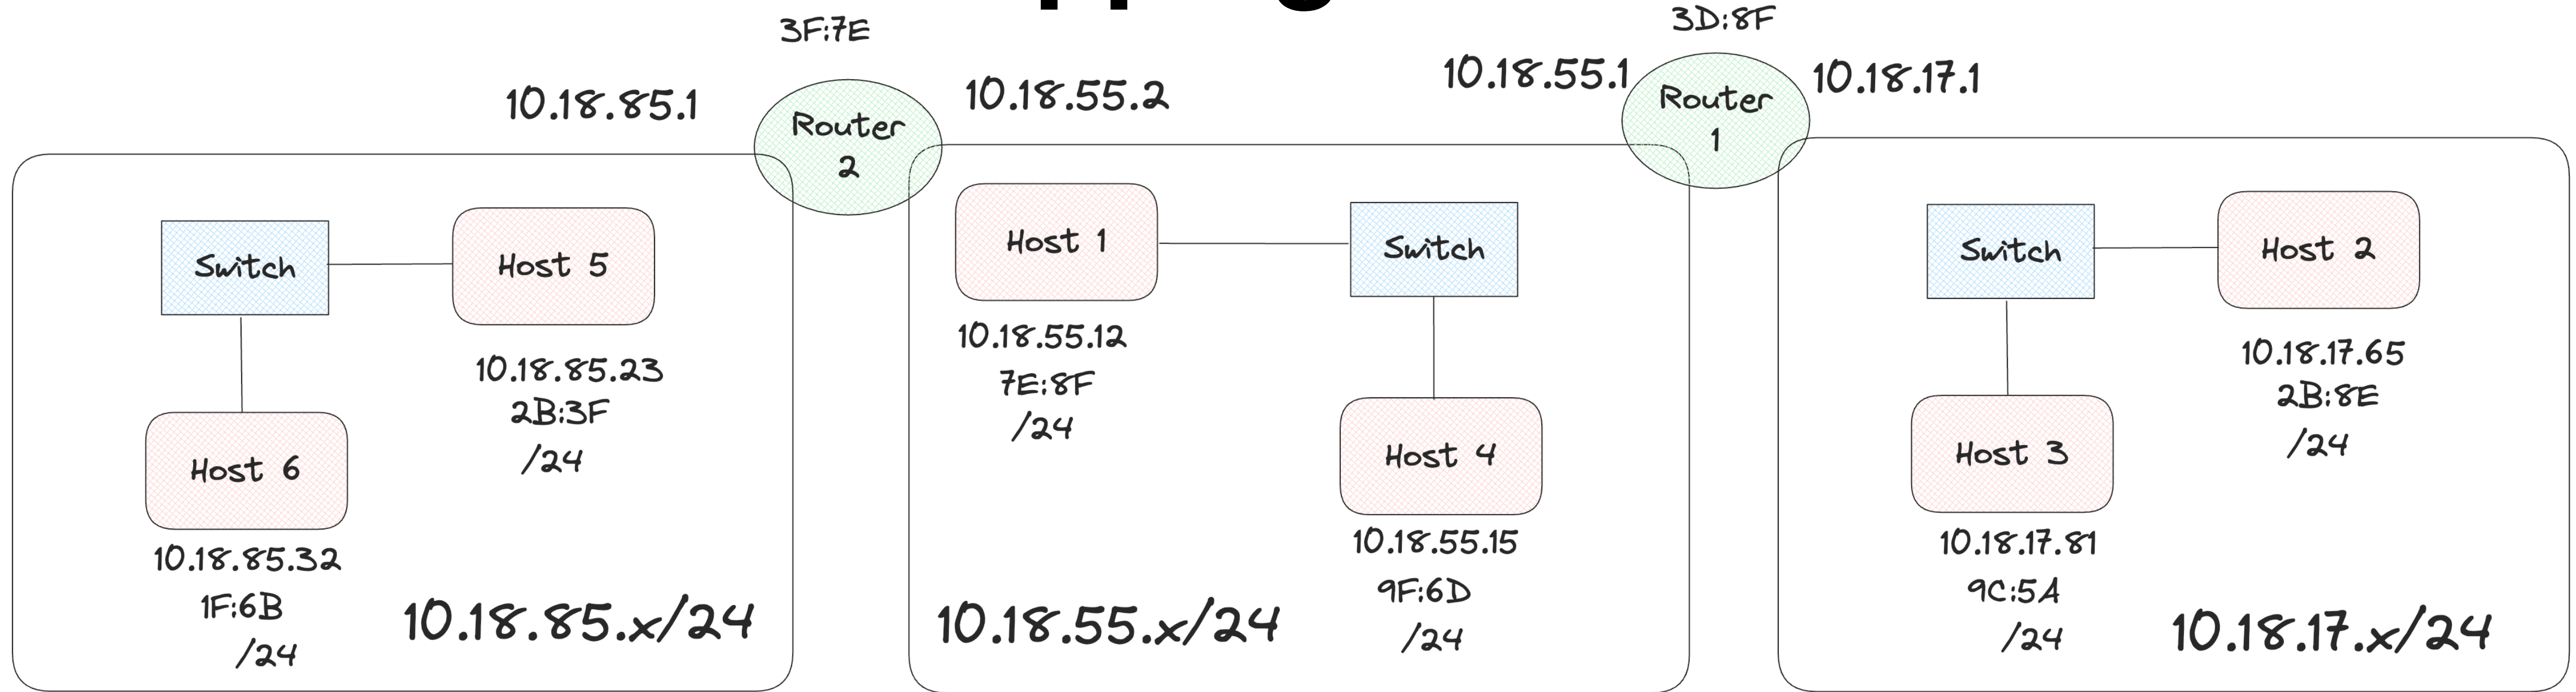 3F:7E
3D:8F
10.18.85.1
10.18.55.2
10.18.55.1
10.18.17.1
Router
2
Router
1
Switch
Host 5
10.18.85.23
2B:3F
/24
Host 6
10.18.85.32
1F:6B
/24
10.18.85.x/24
Host 1
Switch
10.18.55.12
7E:8F
/24
Host 4
10.18.55.15
9F:6D
/24
10.18.55.x/24
Switch
Host 2
10.18.17.65
2B:8E
/24
Host 3
10.18.17.81
9C:5A
/24
10.18.17.x/24